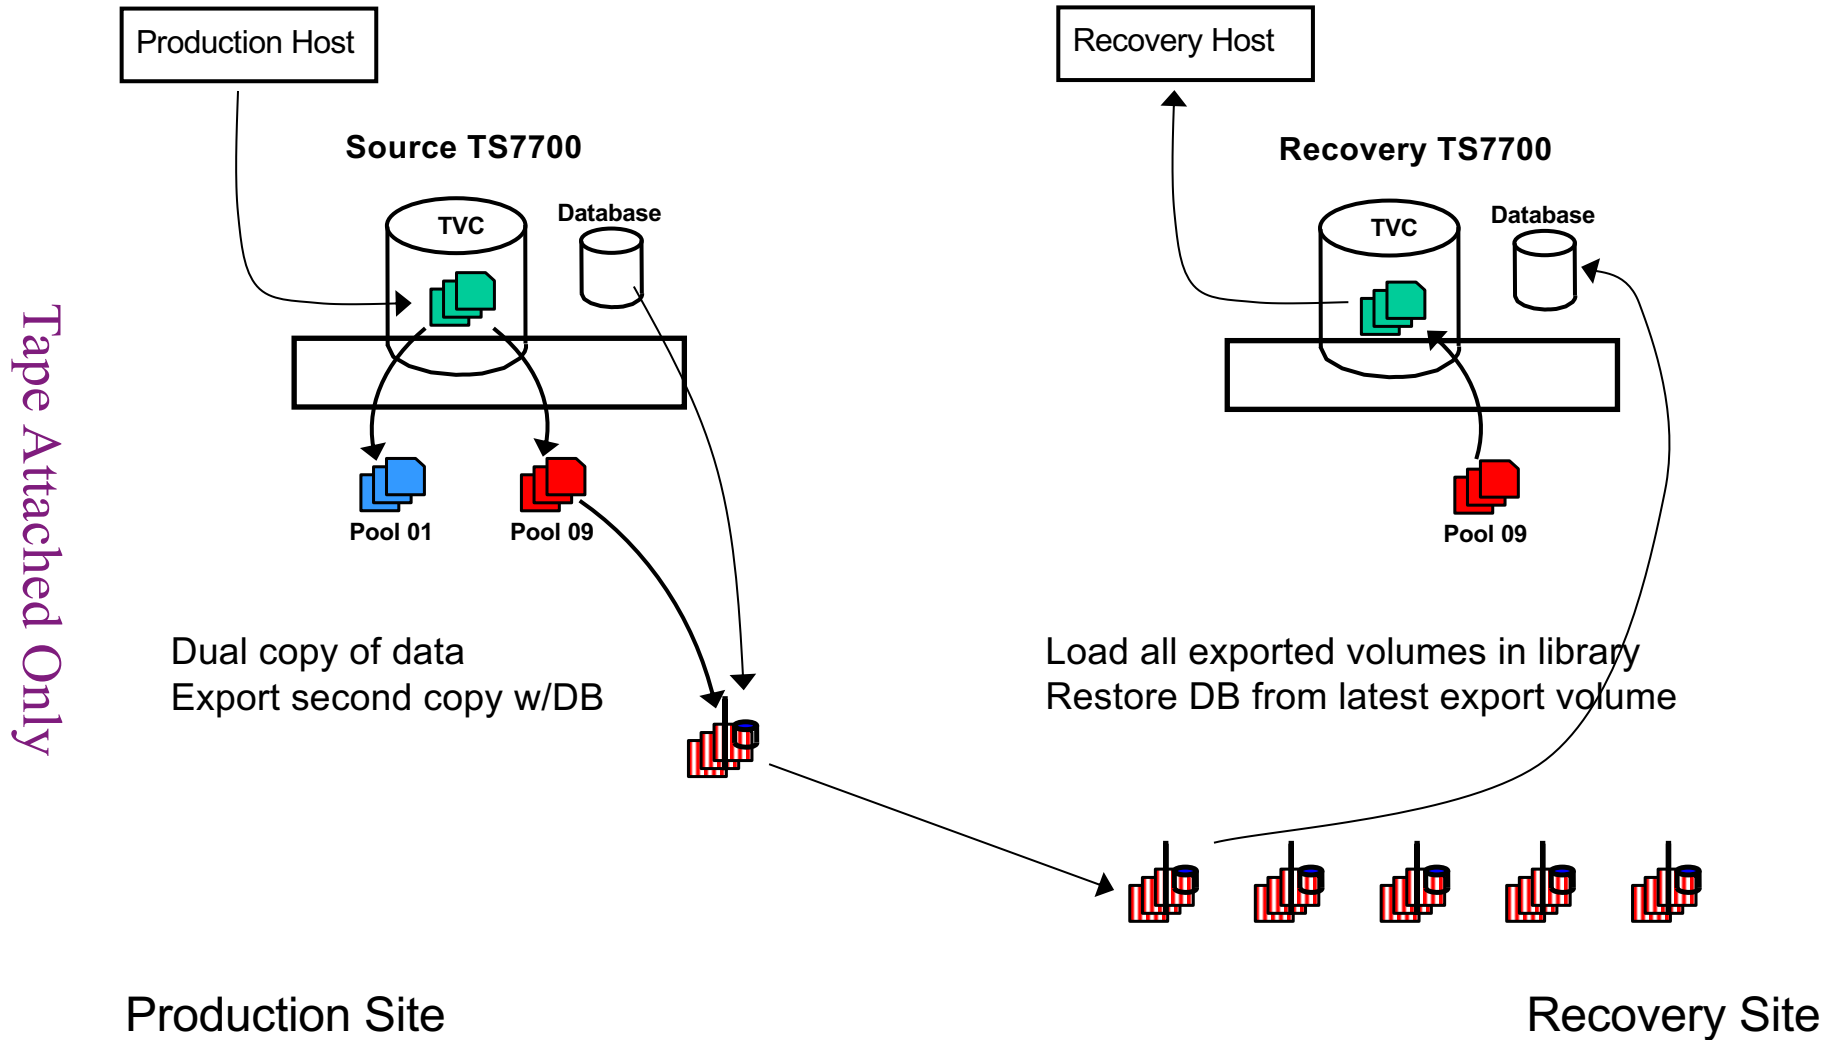 Production Host
Recovery Host
Source TS7700
Recovery TS7700
TVC
Database
TVC
Database
Tape Attached Only
Pool 01
Pool 09
Pool 09
Dual copy of data
Export second copy w/DB
Load all exported volumes in library
Restore DB from latest export volume
Production Site
Recovery Site